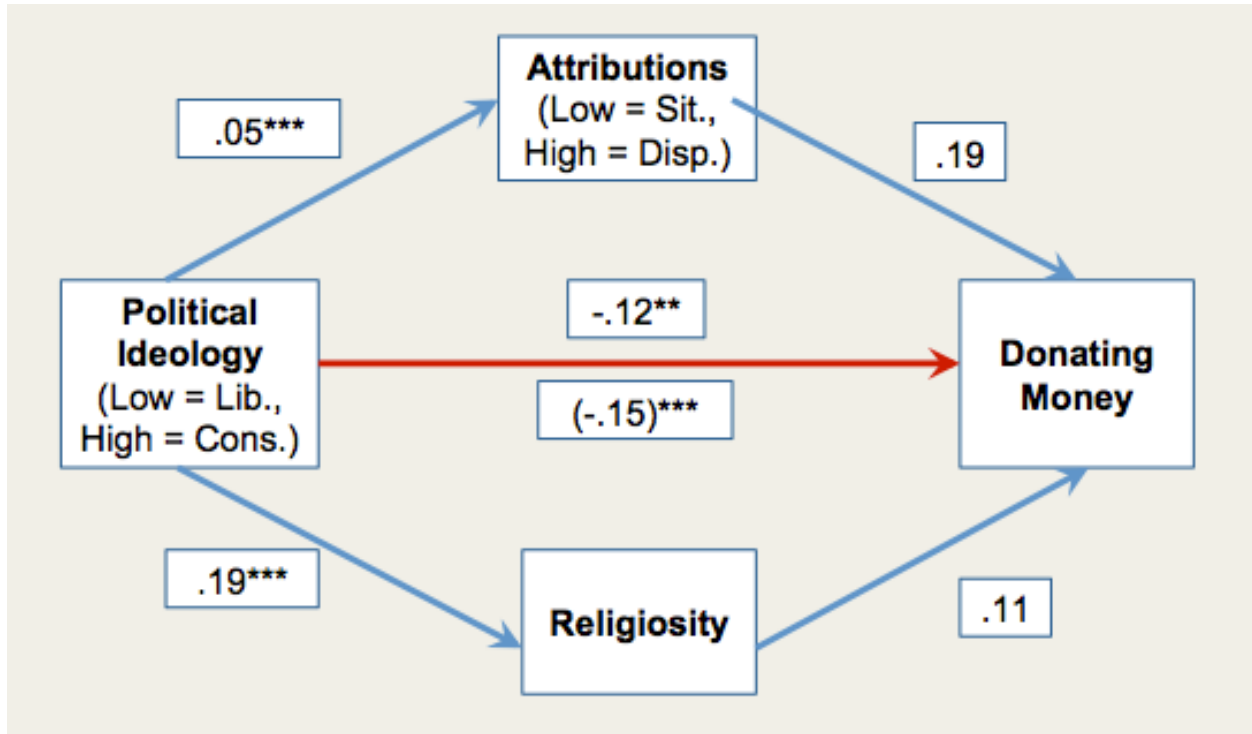 Attributions
(Low = Sit.,
High = Disp.)
.05***
.19
Political
Ideology
(Low = Lib.,
High = Cons.)
-.12**
(-.15)***
Donating
Money
.19***
Religiosity
.11